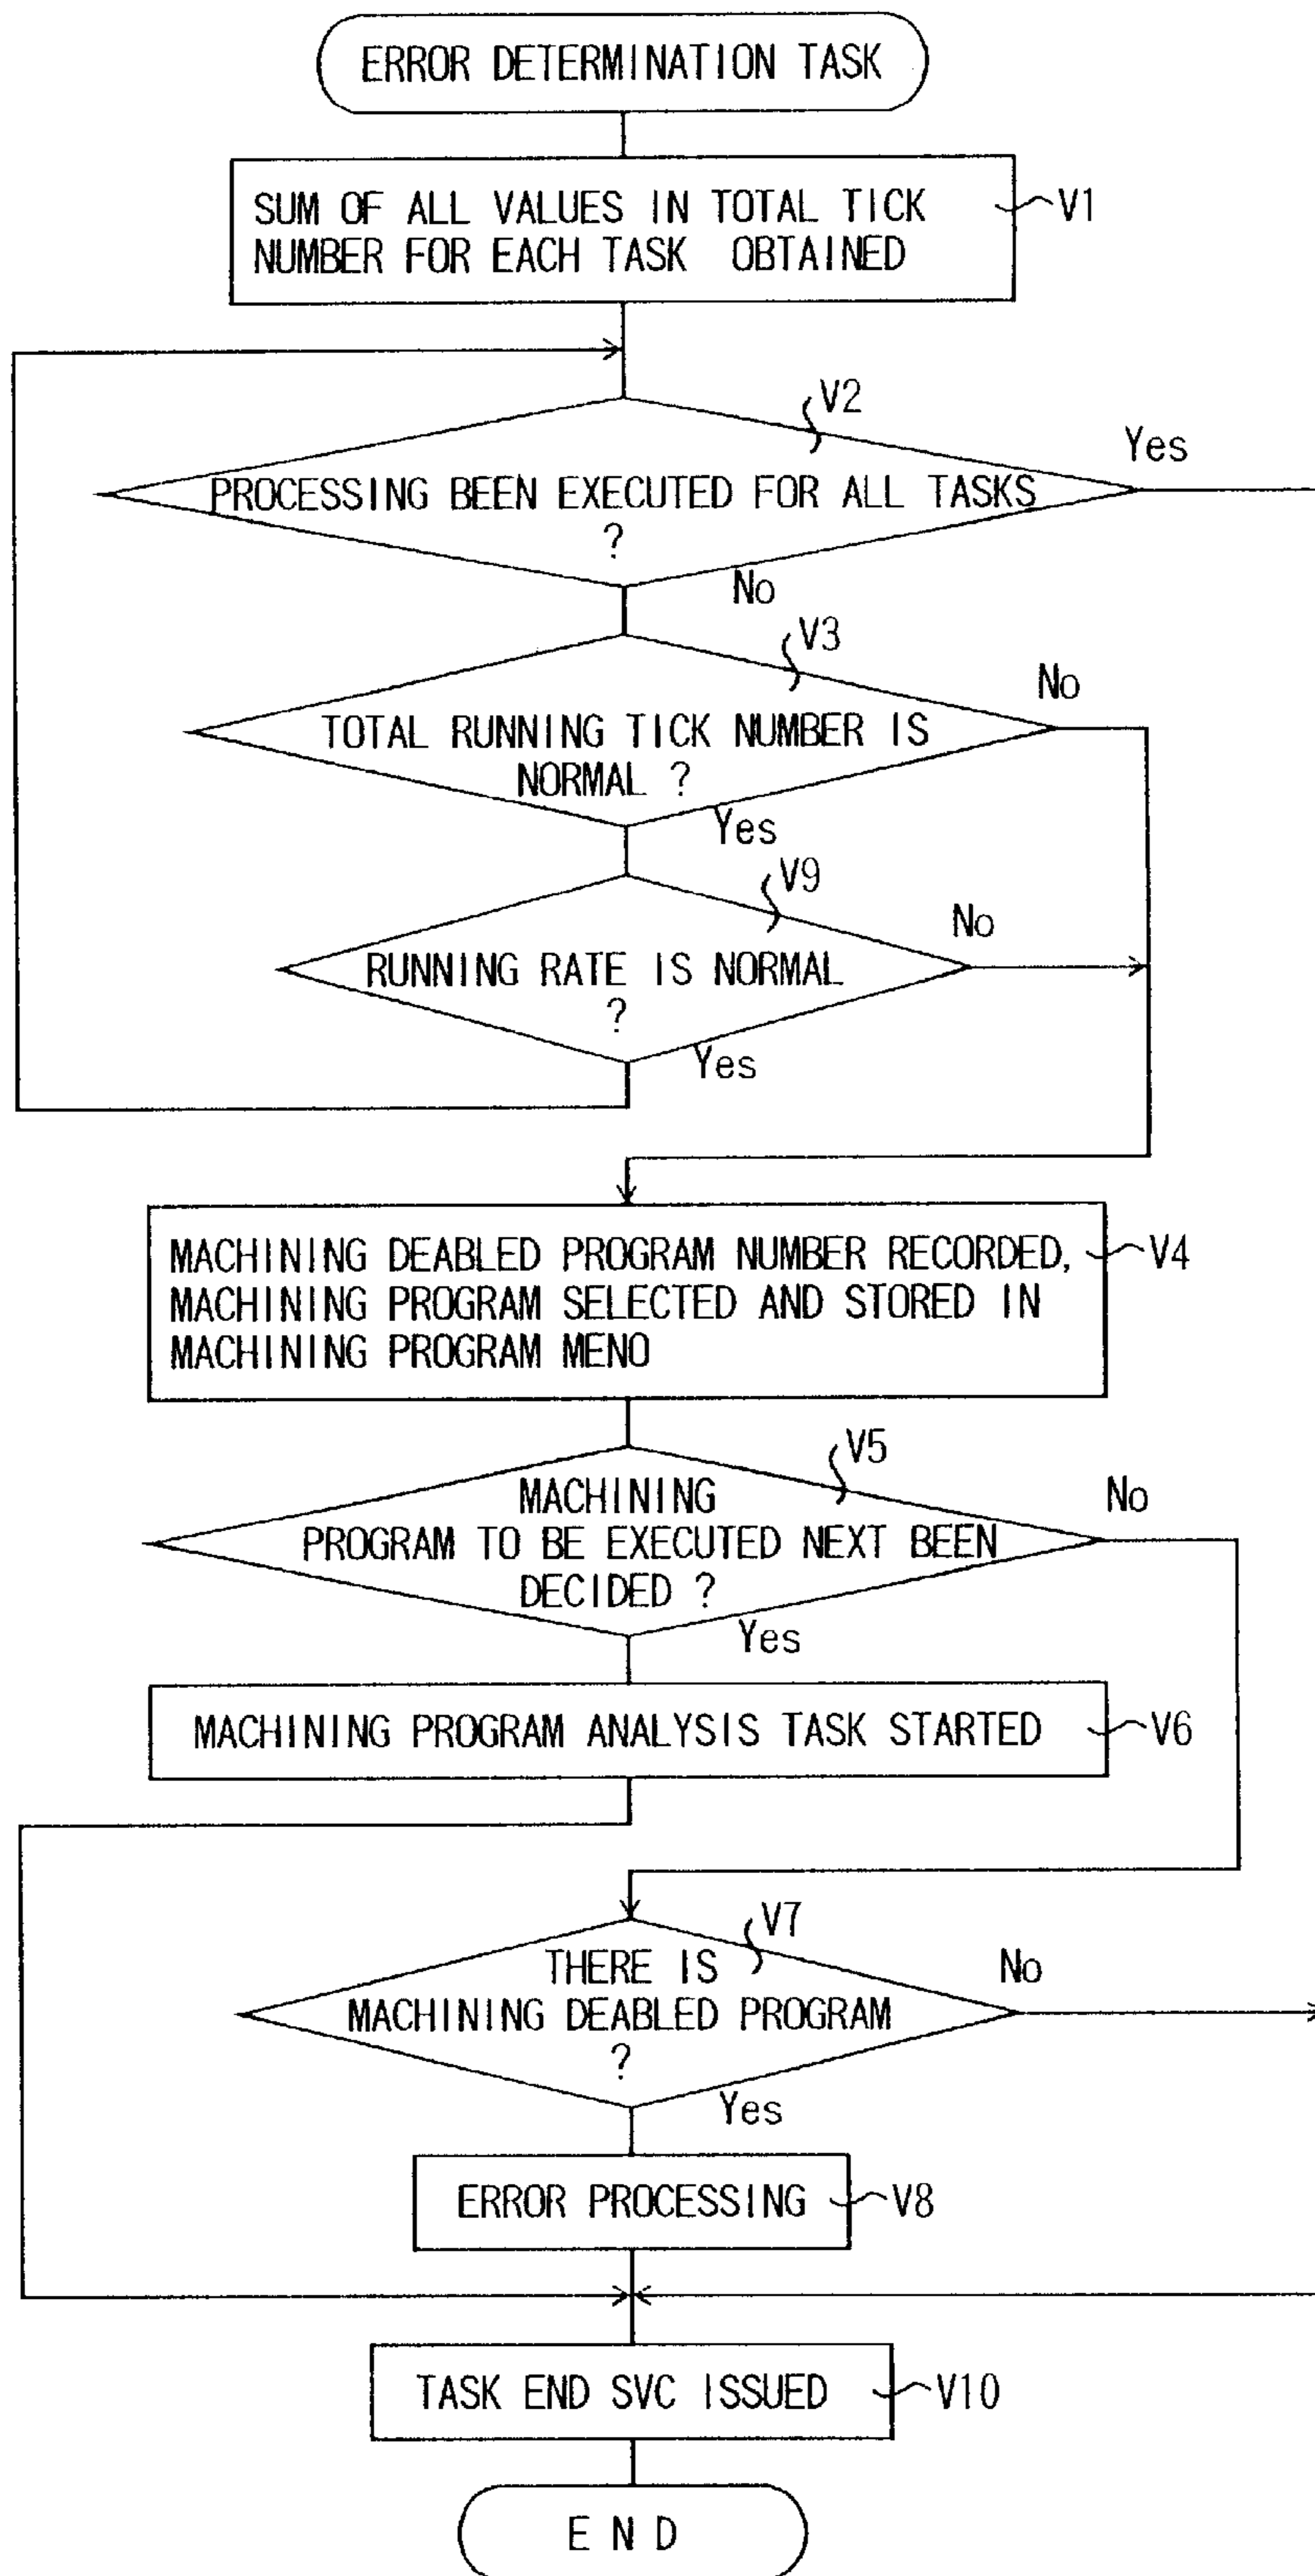 ERROR DETERMINATION TASK
SUM OF ALL VALUES IN TOTAL TICK
NUMBER FOR EACH TASK OBTAINED
V1
V2
Yes
PROCESSING BEEN EXECUTED FOR ALL TASKS
?
No
V3
No
TOTAL RUNNING TICK NUMBER IS
NORMAL ?
Yes
V9
No
RUNNING RATE IS NORMAL
?
Yes
MACHINING DEABLED PROGRAM NUMBER RECORDED,
MACHINING PROGRAM SELECTED AND STORED IN
MACHINING PROGRAM MENO
V4
V5
No
MACHINING
PROGRAM TO BE EXECUTED NEXT BEEN
DECIDED ?
Yes
MACHINING PROGRAM ANALYSIS TASK STARTED
V6
V7
No
THERE IS
MACHINING DEABLED PROGRAM
?
Yes
ERROR PROCESSING
V8
TASK END SVC ISSUED
V10
END